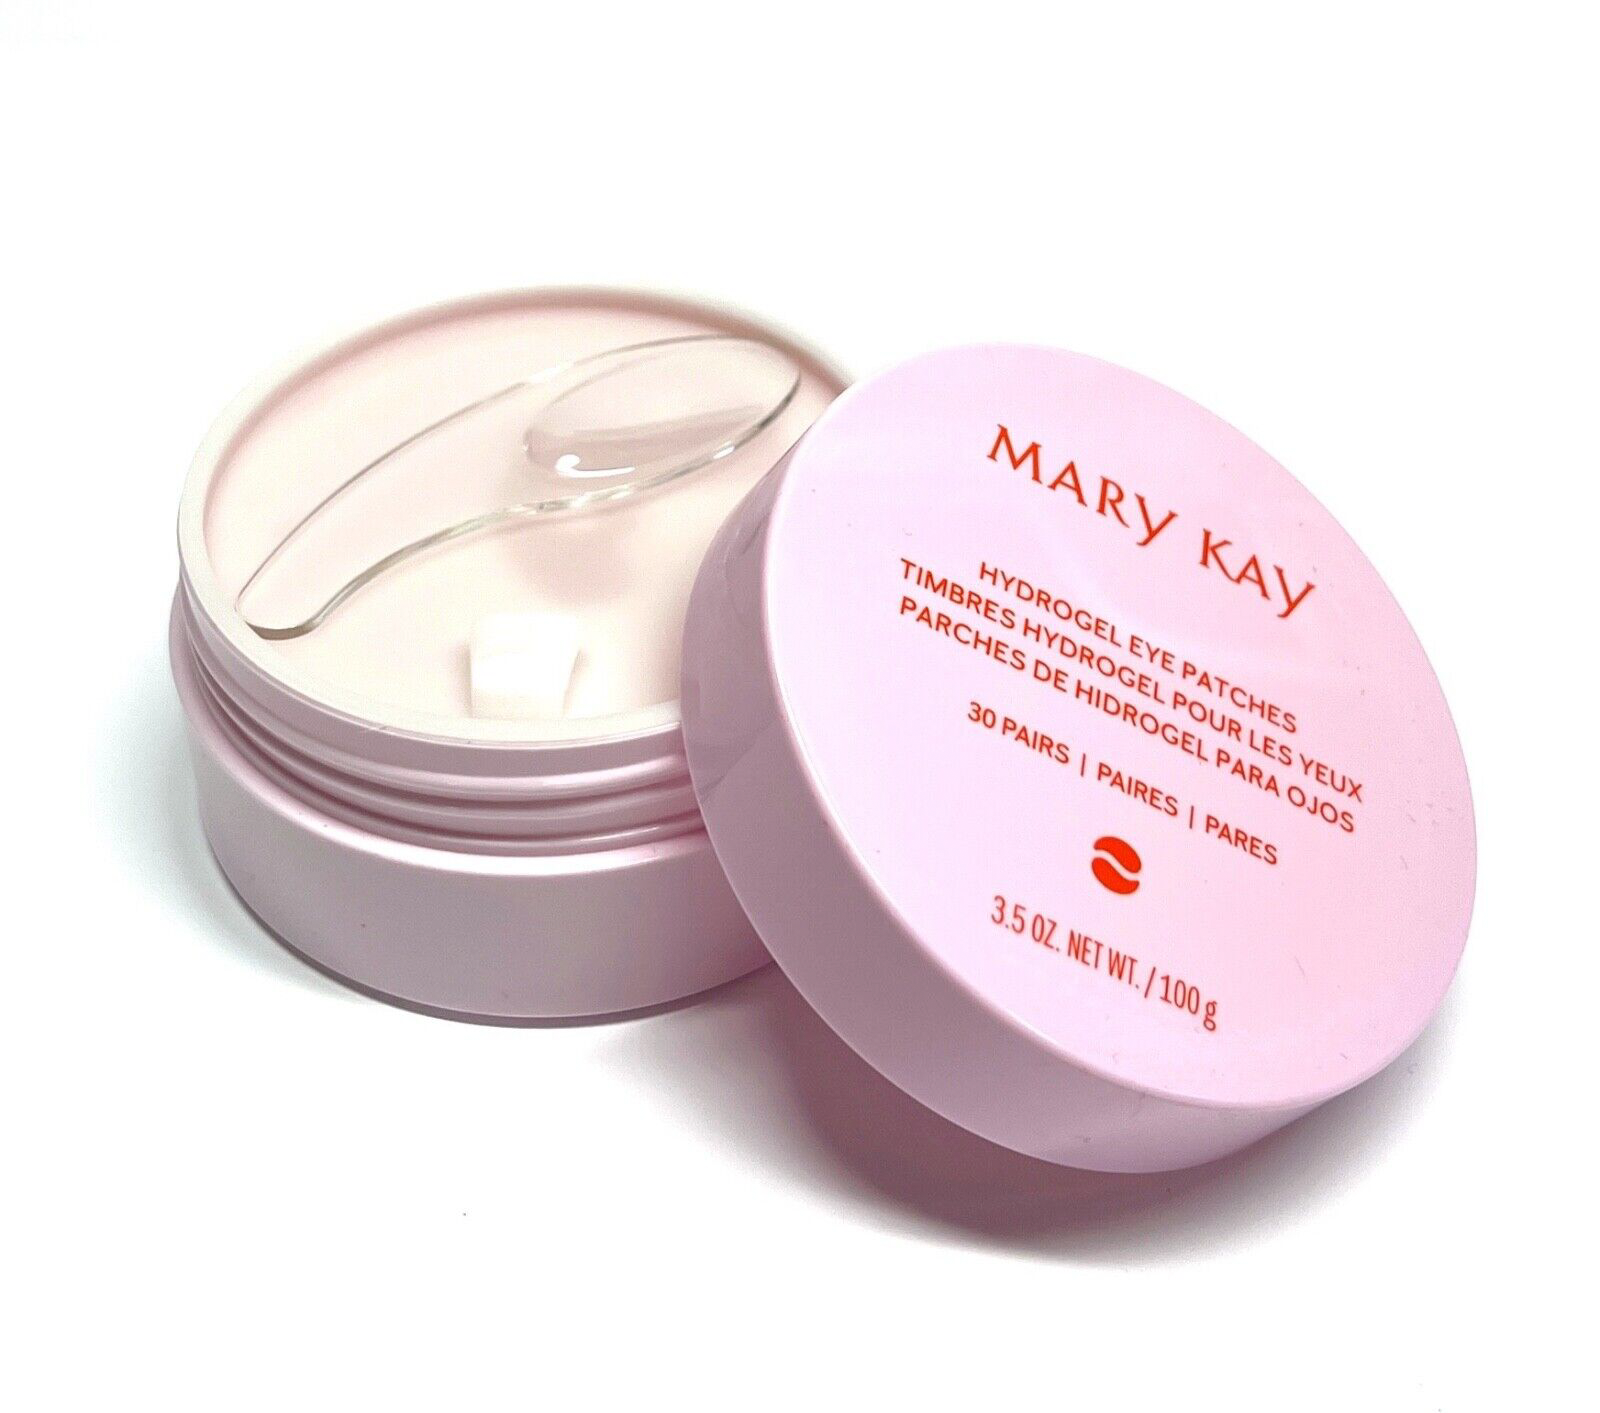 MARY KAY
HYDROGEL EYE PATCHES
TIMBRES HYDROGEL POUR LES YEUX
PARCHES DE HIDROGEL PARA OJOS
30 PAIRS | PAIRES | PARES
3.5 OZ. NET WT. / 100 g